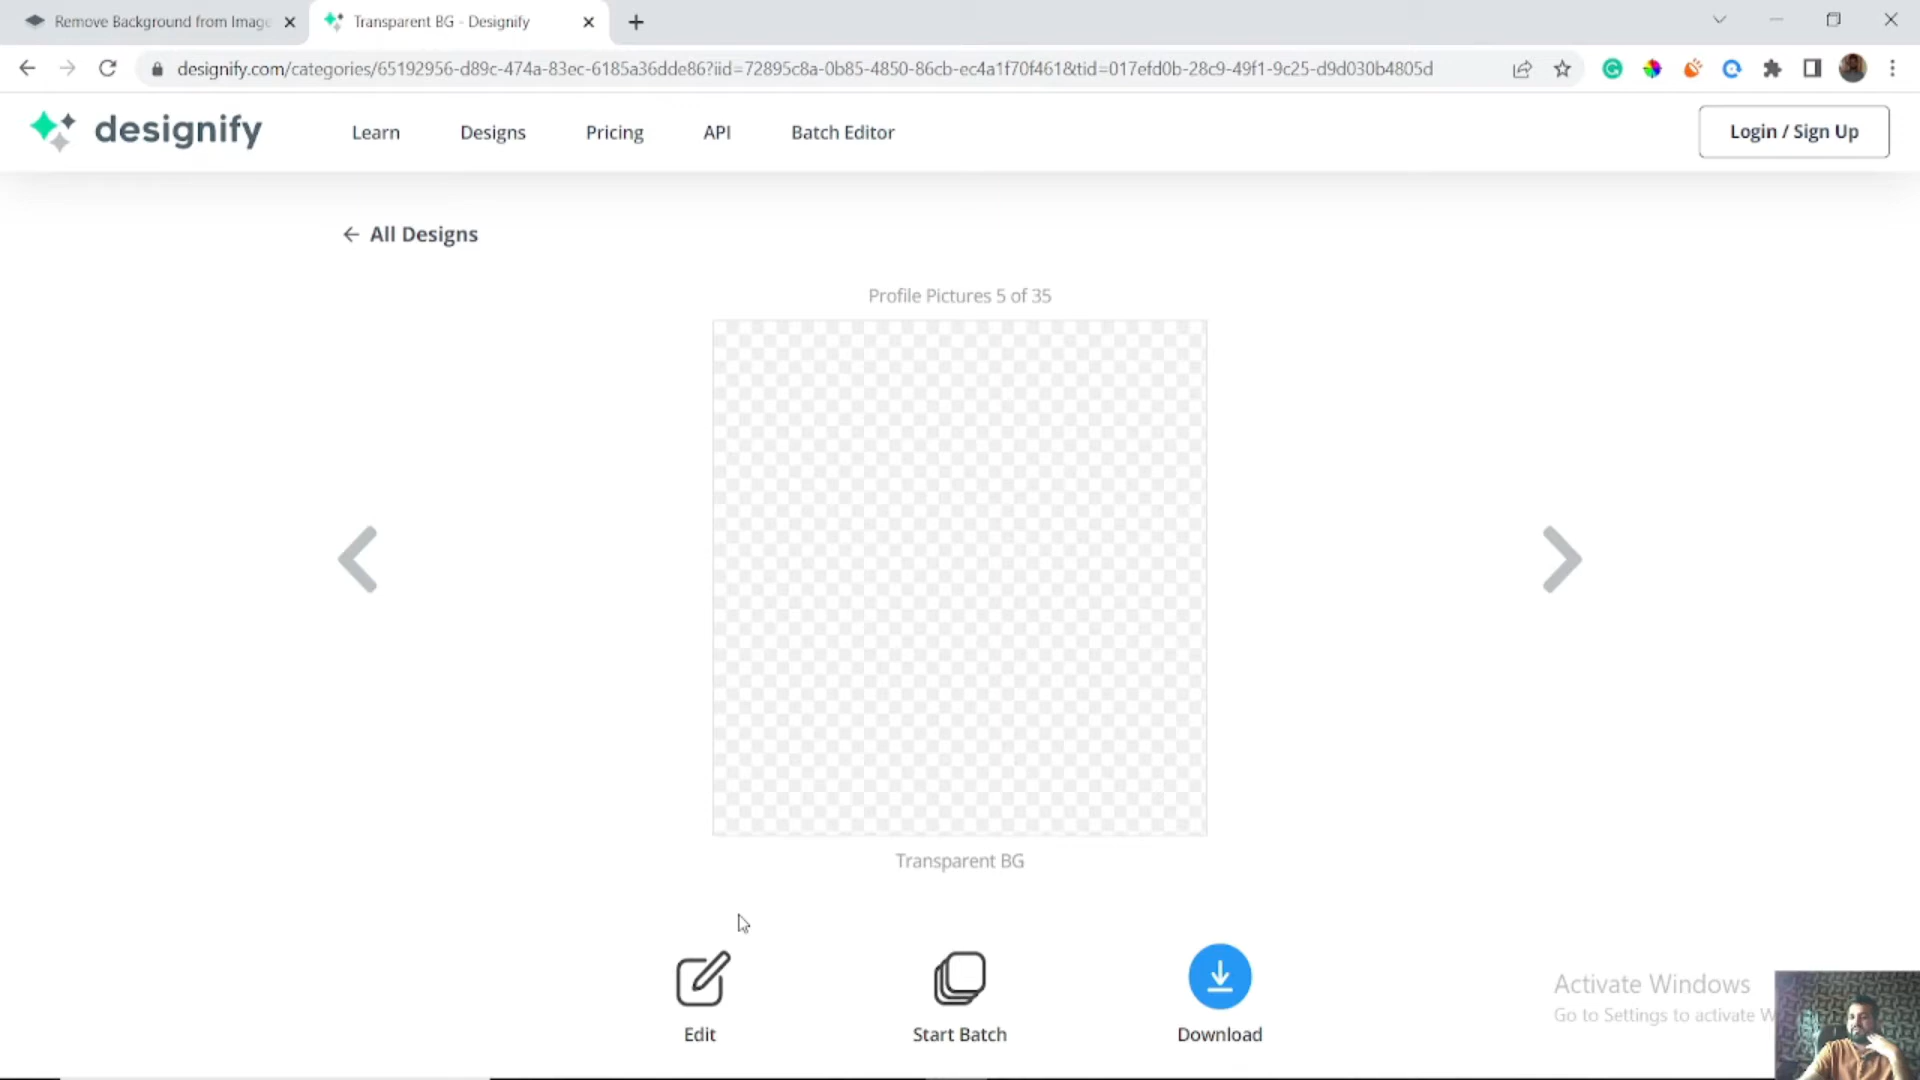 Remove Background from Image
Transparent BG - Designify
designify.com/categories/65192956-d89c-474a-83ec-6185a36dde86?iid=72895c8a-0b85-4850-86cb-ec4a1f70f461&tid=017efd0b-28c9-49f1-9c25-d9d030b4805d
designify
Learn
Designs
Pricing
API
Batch Editor
Login / Sign Up
← All Designs
Profile Pictures 5 of 35
Transparent BG
Edit
Start Batch
Download
Activate Windows
Go to Settings to activate W